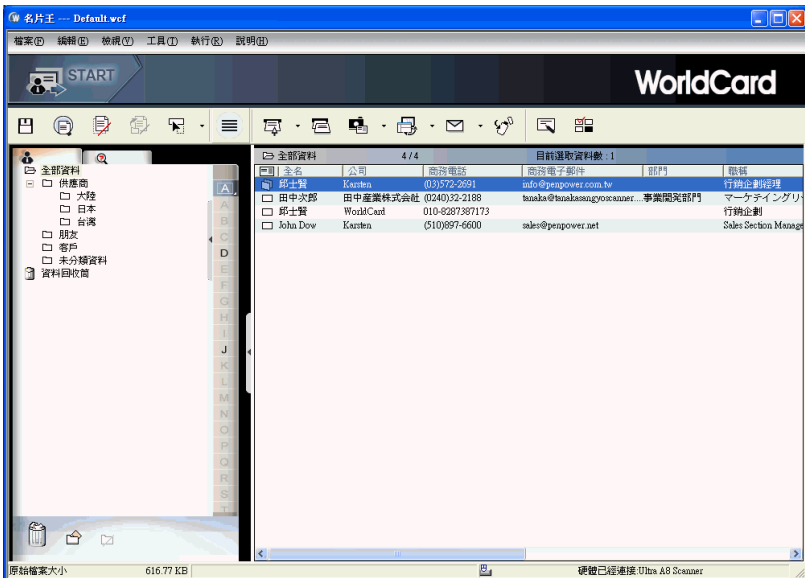 名片王 --- Default.wcf
檔案(F) 編輯(E) 檢視(V) 工具(T) 執行(R) 說明(H)
START
WorldCard
全部資料
供應商
大陸
日本
台灣
朋友
客戶
未分類資料
資料回收筒
A
A
B
C
D
E
F
G
H
I
J
K
L
M
N
O
P
Q
R
S
T
全部資料 4/4 目前選取資料數 : 1
全名 公司 商務電話 商務電子郵件 部門 職稱
邱士賢 Karsten (03)572-2691 info@penpower.com.tw 行銷企劃經理
田中次郎 田中産業株式会社 (0240)32-2188 tanaka@tanakasangyoscanner... 事業開発部門 マーケテイングリ
邱士賢 WorldCard 010-8287387173 行銷企劃
John Dow Karsten (510)897-6600 sales@penpower.net Sales Section Manage
原始檔案大小 616.77 KB 硬體已經連接:Ultra A8 Scanner